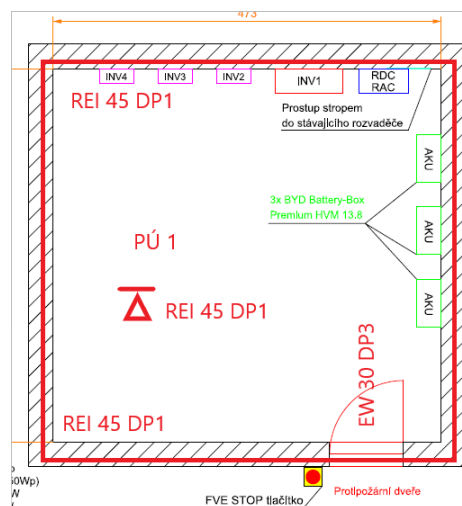 473
INV4
INV3
INV2
INV1
RDC
RAC
REI 45 DP1
Prostup stropem
do stávajícího rozvaděče
AKU
3x BYD Battery-Box
Premium HVM 13.8
AKU
PÚ 1
AKU
REI 45 DP1
EW 30 DP3
REI 45 DP1
Wp)
FVE STOP tlačítko
Protipožární dveře